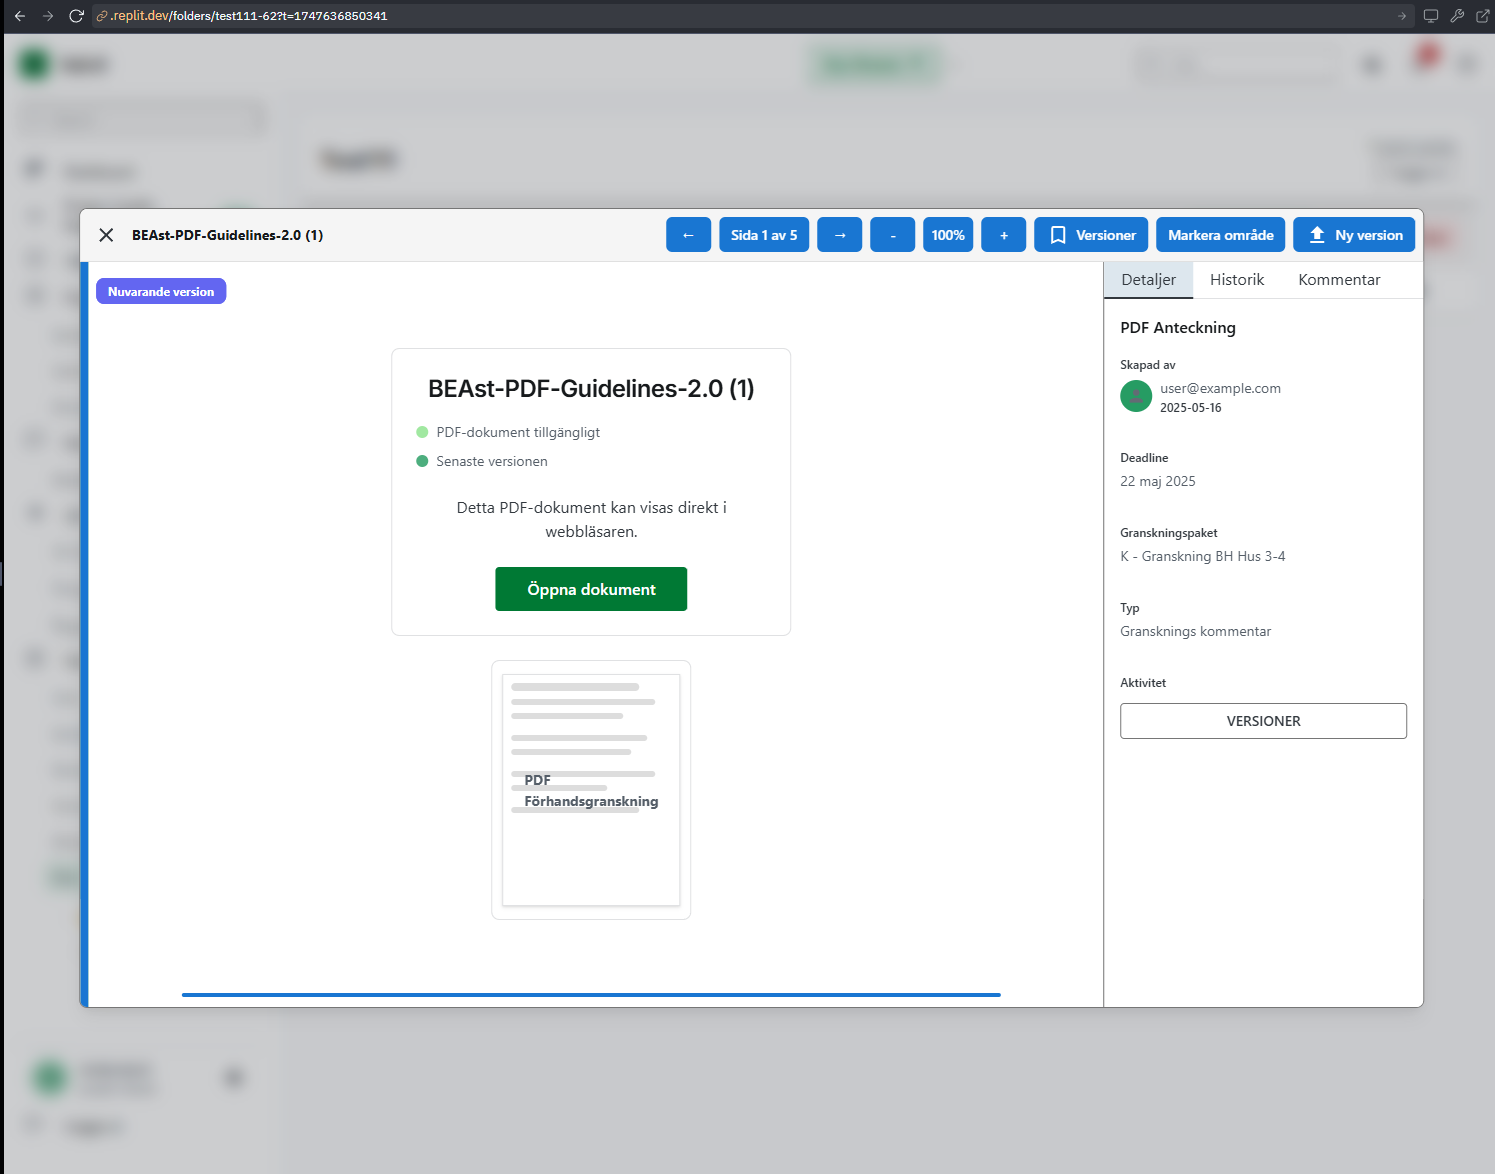 .replit.dev/folders/test111-62?t=1747636850341
BEAst-PDF-Guidelines-2.0 (1)
←
Sida 1 av 5
→
-
100%
+
Versioner
Markera område
Ny version
Nuvarande version
BEAst-PDF-Guidelines-2.0 (1)
PDF-dokument tillgängligt
Senaste versionen
Detta PDF-dokument kan visas direkt i
webbläsaren.
Öppna dokument
PDF
Förhandsgranskning
Detaljer
Historik
Kommentar
PDF Anteckning
Skapad av
user@example.com
2025-05-16
Deadline
22 maj 2025
Granskningspaket
K - Granskning BH Hus 3-4
Typ
Gransknings kommentar
Aktivitet
VERSIONER